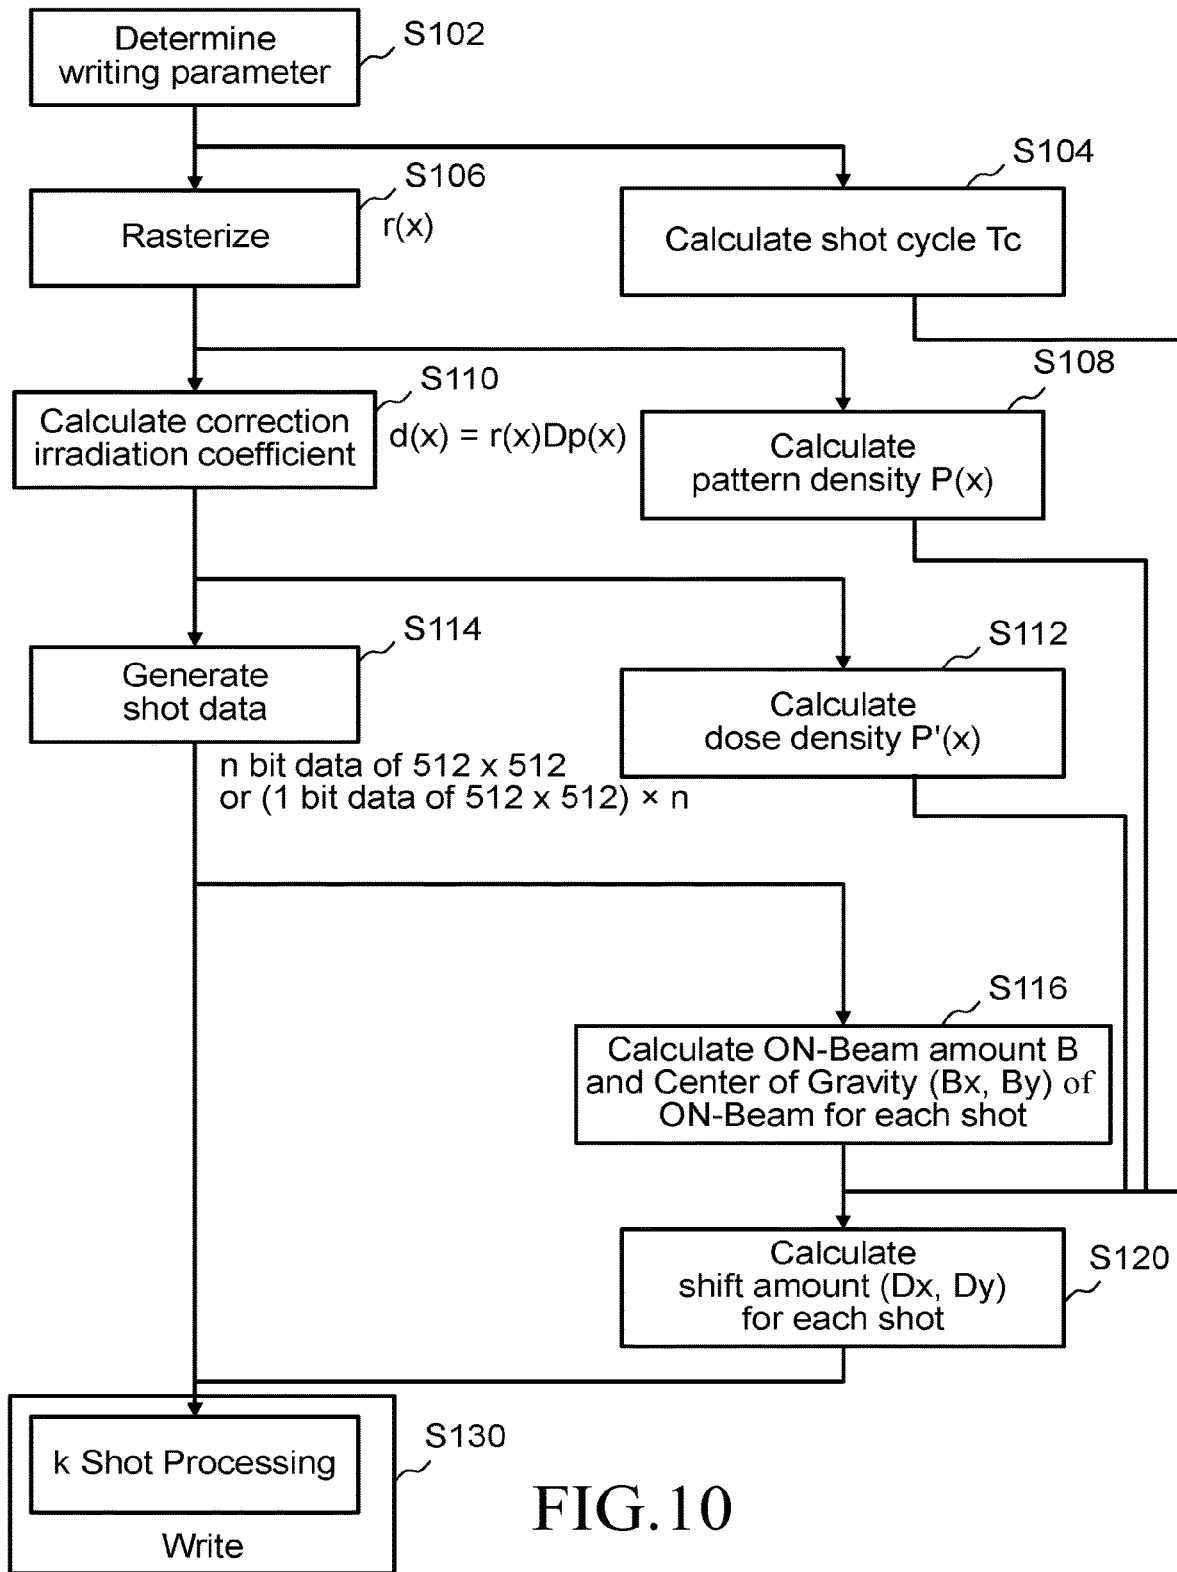 Determine
writing parameter
S102
S104
S106
Rasterize
r(x)
Calculate shot cycle Tc
S108
S110
Calculate correction
irradiation coefficient
d(x) = r(x)Dp(x)
Calculate
pattern density P(x)
S114
S112
Generate
shot data
Calculate
dose density P'(x)
n bit data of 512 x 512
or (1 bit data of 512 x 512) × n
S116
Calculate ON-Beam amount B
and Center of Gravity (Bx, By) of
ON-Beam for each shot
Calculate
shift amount (Dx, Dy)
for each shot
S120
k Shot Processing
S130
Write
FIG.10